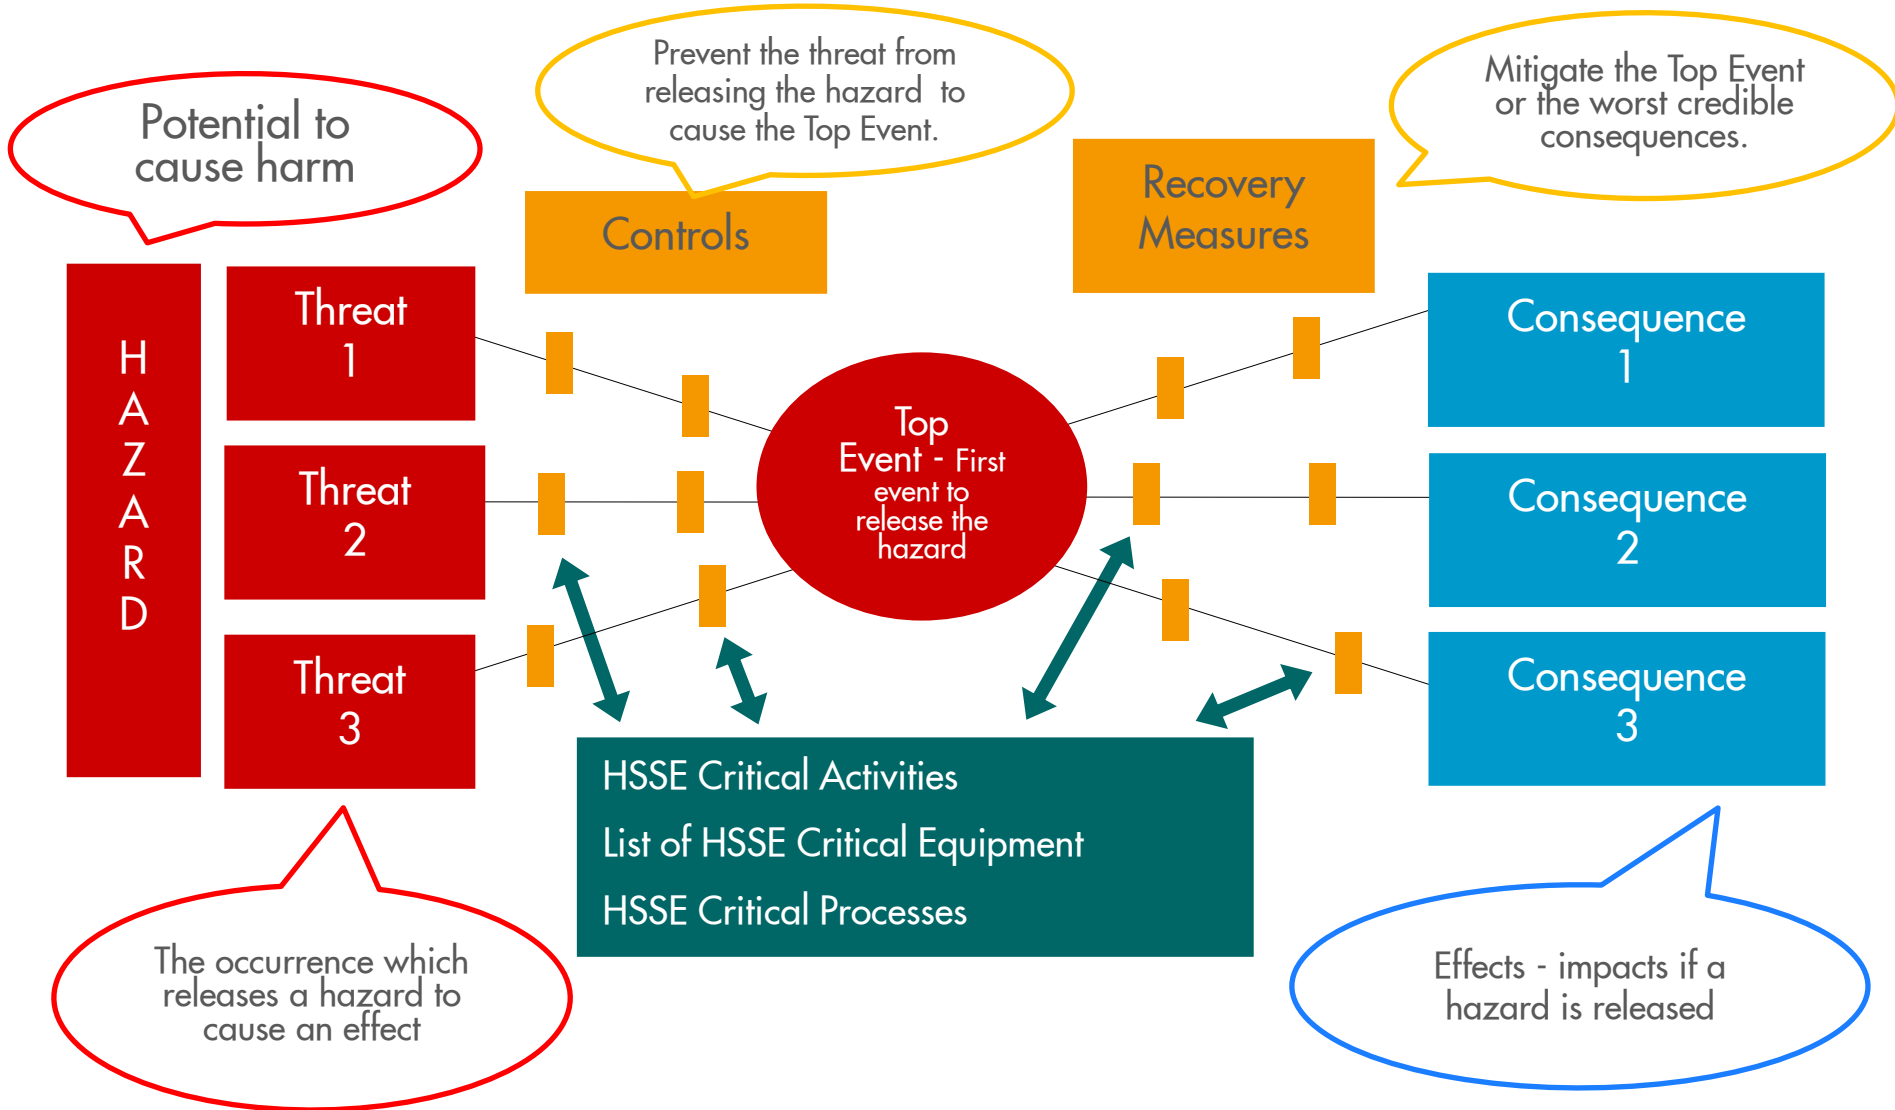 Potential to
cause harm
Prevent the threat from
releasing the hazard to
cause the Top Event.
Mitigate the Top Event
or the worst credible
consequences.
Controls
Recovery
Measures
H
A
Z
A
R
D
Threat
1
Threat
2
Threat
3
Top
Event - First
event to
release the
hazard
Consequence
1
Consequence
2
Consequence
3
HSSE Critical Activities
List of HSSE Critical Equipment
HSSE Critical Processes
The occurrence which
releases a hazard to
cause an effect
Effects - impacts if a
hazard is released